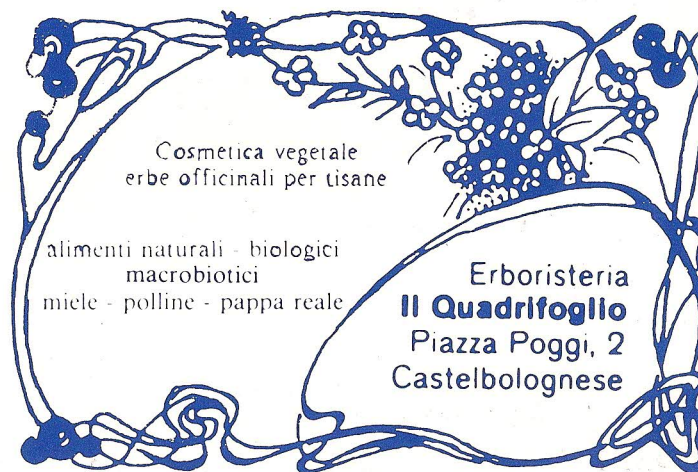 Cosmetica vegetale
erbe officinali per tisane
alimenti naturali - biologici
macrobiotici
miele - polline - pappa reale
Erboristeria
Il Quadrifoglio
Piazza Poggi, 2
Castelbolognese